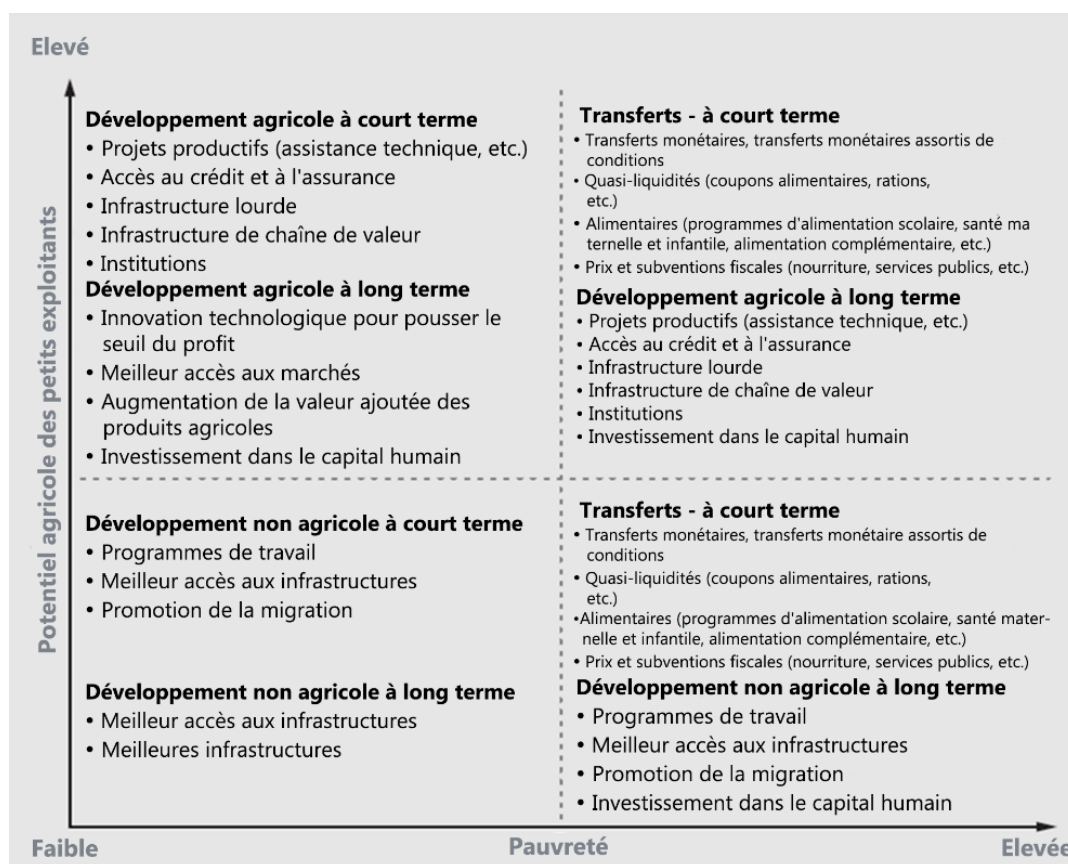 Elevé
Potentiel agricole des petits exploitants
Développement agricole à court terme
• Projets productifs (assistance technique, etc.)
• Accès au crédit et à l'assurance
• Infrastructure lourde
• Infrastructure de chaîne de valeur
• Institutions
Développement agricole à long terme
• Innovation technologique pour pousser le
seuil du profit
• Meilleur accès aux marchés
• Augmentation de la valeur ajoutée des
produits agricoles
• Investissement dans le capital humain
Transferts - à court terme
• Transferts monétaires, transferts monétaires assortis de
conditions
• Quasi-liquidités (coupons alimentaires, rations,
etc.)
• Alimentaires (programmes d'alimentation scolaire, santé ma
ternelle et infantile, alimentation complémentaire, etc.)
• Prix et subventions fiscales (nourriture, services publics, etc.)
Développement agricole à long terme
• Projets productifs (assistance technique, etc.)
• Accès au crédit et à l'assurance
• Infrastructure lourde
• Infrastructure de chaîne de valeur
• Institutions
• Investissement dans le capital humain
Développement non agricole à court terme
• Programmes de travail
• Meilleur accès aux infrastructures
• Promotion de la migration
Développement non agricole à long terme
• Meilleur accès aux infrastructures
• Meilleures infrastructures
Transferts - à court terme
• Transferts monétaires, transferts monétaire assortis de
conditions
• Quasi-liquidités (coupons alimentaires, rations,
etc.)
•Alimentaires (programmes d'alimentation scolaire, santé mater-
nelle et infantile, alimentation complémentaire, etc.)
• Prix et subventions fiscales (nourriture, services publics, etc.)
Développement non agricole à long terme
• Programmes de travail
• Meilleur accès aux infrastructures
• Promotion de la migration
• Investissement dans le capital humain
Faible
Pauvreté
Elevée